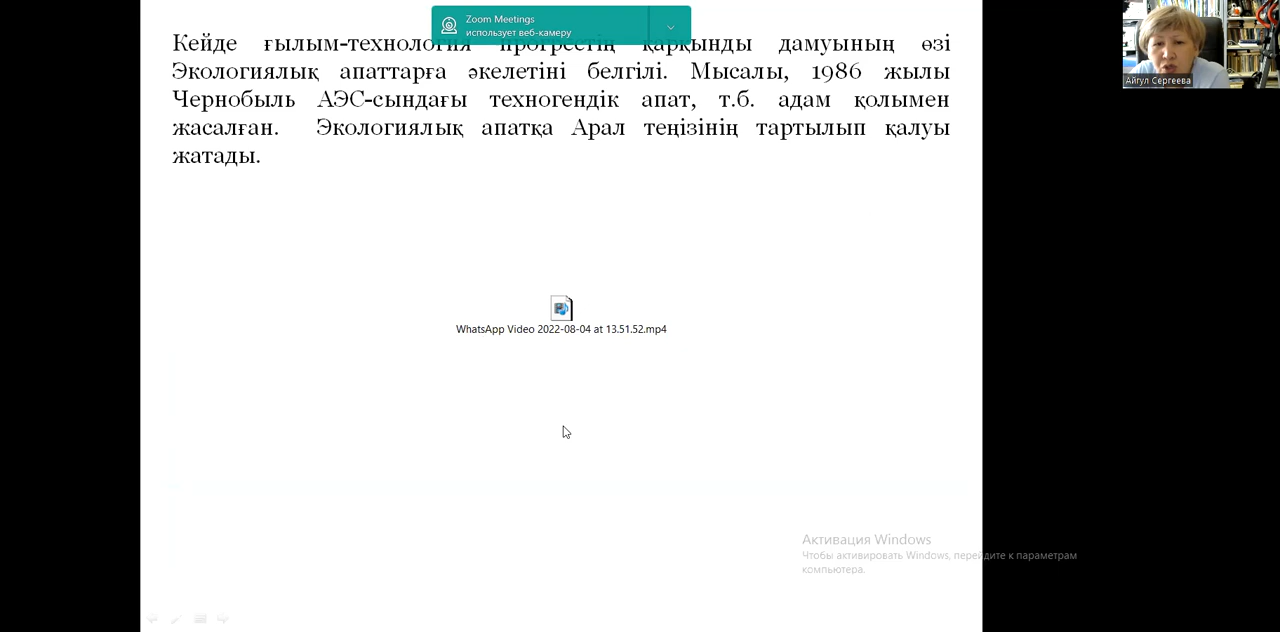 Zoom Meetings
использует веб-камеру
Кейде ғылым-технология прогрестің қарқынды дамуының өзі
Экологиялық апаттарға әкелетіні белгілі. Мысалы, 1986 жылы
Чернобыль АЭС-сындағы техногендік апат, т.б. адам қолымен
жасалған. Экологиялық апатқа Арал теңізінің тартылып қалуы
жатады.
Айгул Сергеева
WhatsApp Video 2022-08-04 at 13.51.52.mp4
Активация Windows
Чтобы активировать Windows, перейдите к параметрам
компьютера.